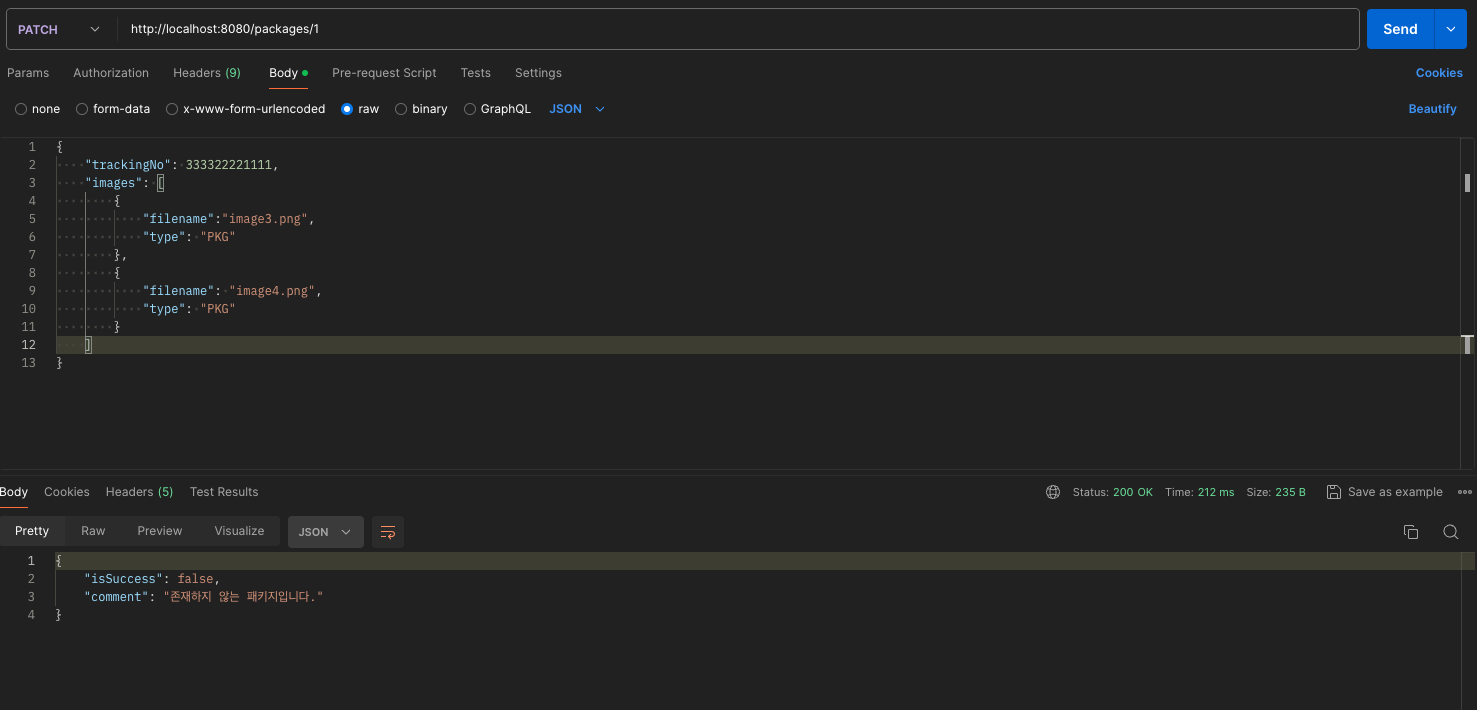 PATCH http://localhost:8080/packages/1 Send
Params Authorization Headers (9) Body Pre-request Script Tests Settings Cookies
none form-data x-www-form-urlencoded raw binary GraphQL JSON Beautify
1 {
2 "trackingNo": 333322221111,
3 "images": [
4 {
5 "filename":"image3.png",
6 "type": "PKG"
7 },
8 {
9 "filename": "image4.png",
10 "type": "PKG"
11 }
12 ]
13 }
Body Cookies Headers (5) Test Results Status: 200 OK Time: 212 ms Size: 235 B Save as example
Pretty Raw Preview Visualize JSON
1 {
2 "isSuccess": false,
3 "comment": "존재하지 않는 패키지입니다."
4 }